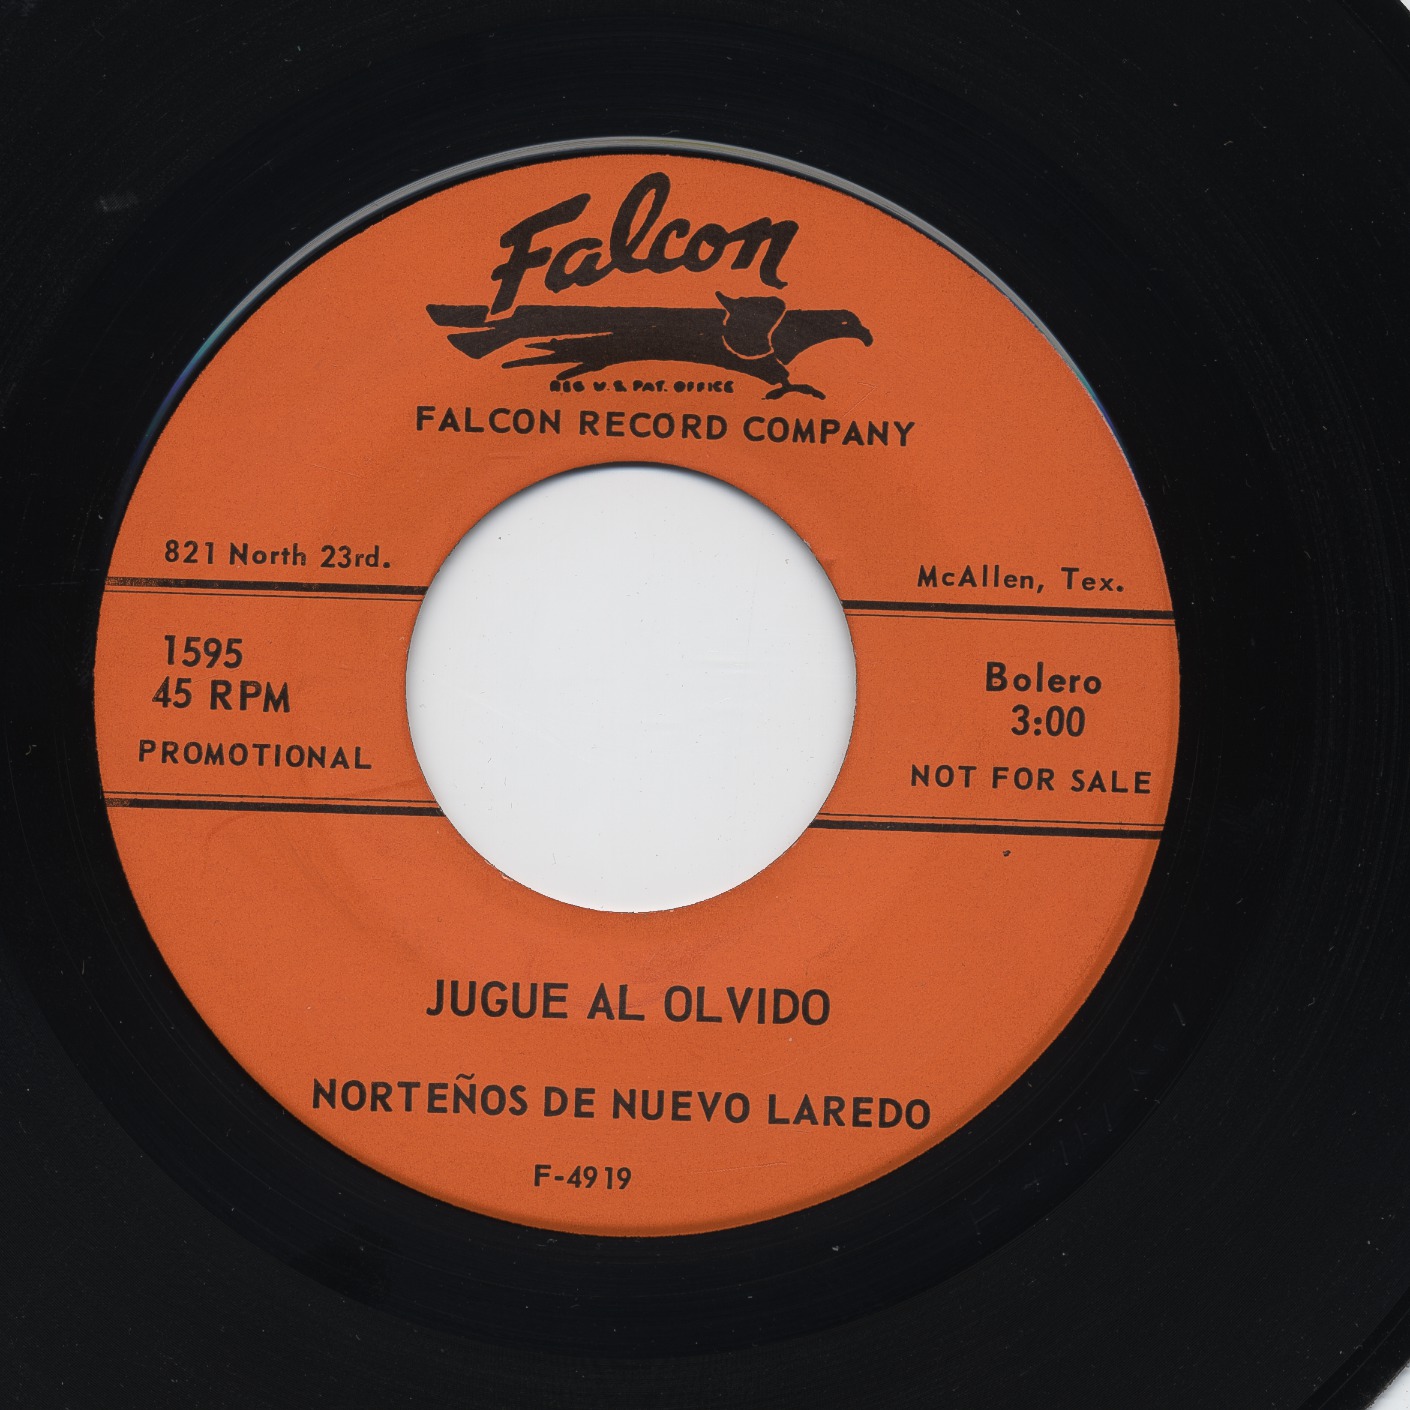 Falcon
REG U.S. PAT. OFFICE
FALCON RECORD COMPANY
821 North 23rd.
McAllen, Tex.
1595
45 RPM
PROMOTIONAL
Bolero
3:00
NOT FOR SALE
JUGUE AL OLVIDO
NORTEÑOS DE NUEVO LAREDO
F-4919